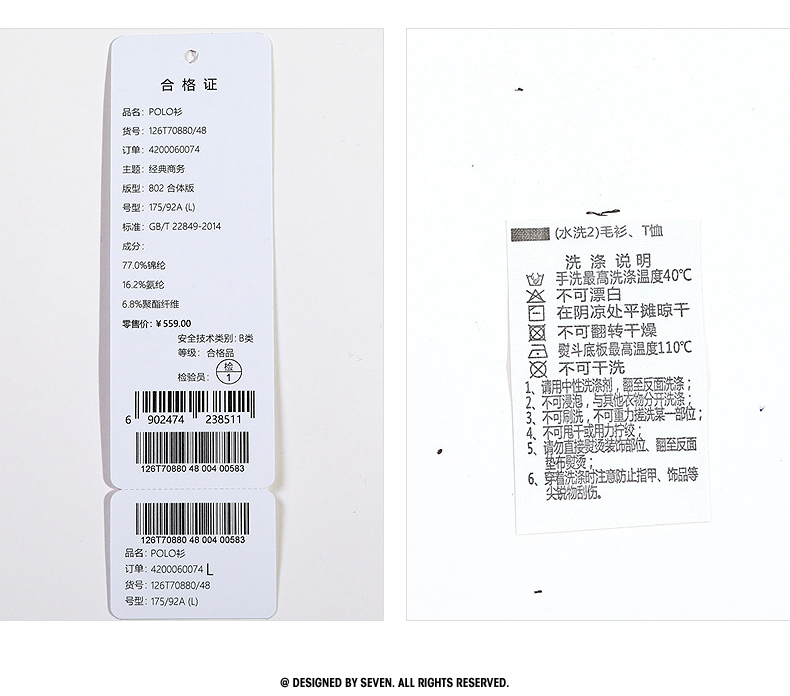 合格证
品名：POLO衫
货号：126T70880/48
订单：4200060074
主题：经典商务
版型：802 合体版
号型：175/92A (L)
标准：GB/T 22849-2014
成分：
77.0%锦纶
16.2%氨纶
6.8%聚酯纤维
零售价：¥559.00
安全技术类别：B类
等级：合格品
检验员：检 1
6 902474 238511
126T70880 48 004 00583
126T70880 48 004 00583
品名：POLO衫
订单：4200060074 L
货号：126T70880/48
号型：175/92A (L)
(水洗2)毛衫、T恤
洗涤说明
手洗最高洗涤温度40℃
不可漂白
在阴凉处平摊晾干
不可翻转干燥
熨斗底板最高温度110℃
不可干洗
1、请用中性洗涤剂，翻至反面洗涤；
2、不可浸泡，与其他衣物分开洗涤；
3、不可刷洗，不可重力搓洗某一部位；
4、不可甩干或用力拧绞；
5、请勿直接熨烫装饰部位、翻至反面
垫布熨烫；
6、穿着洗涤时注意防止指甲、饰品等
尖锐物刮伤。
@ DESIGNED BY SEVEN. ALL RIGHTS RESERVED.